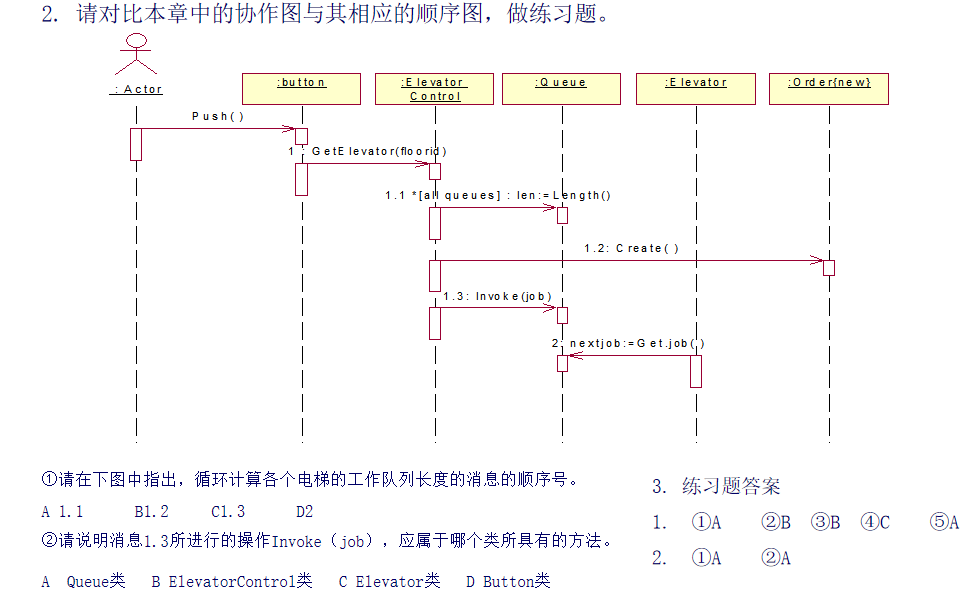 2. 请对比本章中的协作图与其相应的顺序图，做练习题。
: Actor
:button
:Elevator
Control
:Queue
:Elevator
:Order{new}
Push()
1 : GetElevator(floorid)
1.1 *[all queues] : len:=Length()
1.2: Create( )
1.3: Invoke(job)
2: nextjob:=Get.job( )
①请在下图中指出，循环计算各个电梯的工作队列长度的消息的顺序号。
A 1.1 B1.2 C1.3 D2
②请说明消息1.3所进行的操作Invoke（job），应属于哪个类所具有的方法。
A Queue类 B ElevatorControl类 C Elevator类 D Button类
3. 练习题答案
1. ①A ②B ③B ④C ⑤A
2. ①A ②A